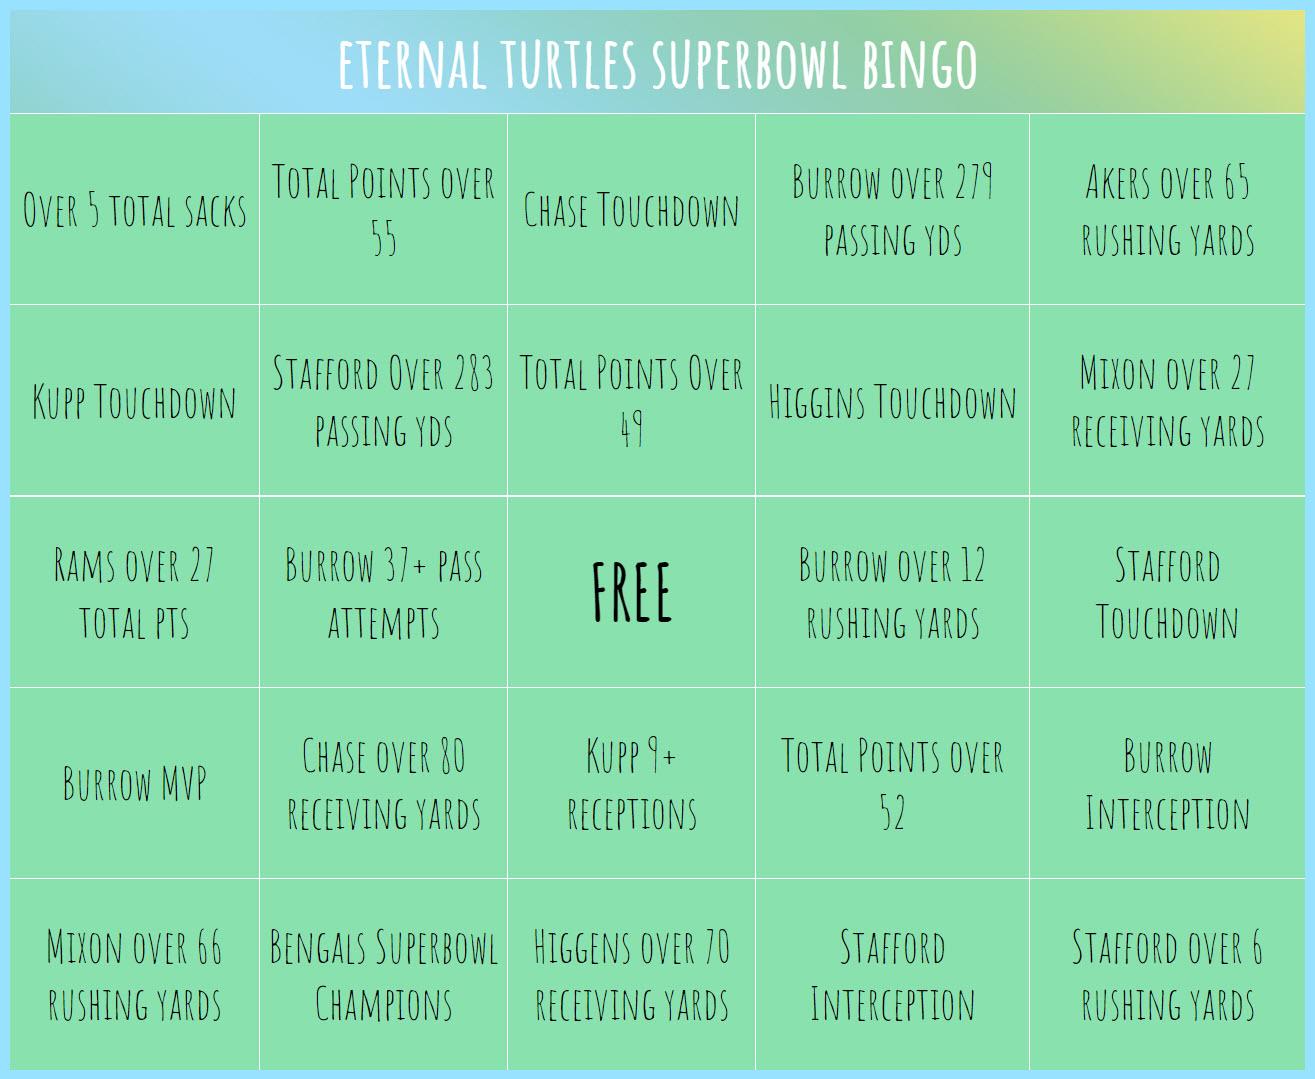 Eternal Turtles Superbowl Bingo
Over 5 total sacks
Total Points over
55
Chase Touchdown
Burrow over 279
passing yds
Akers over 65
rushing yards
Kupp Touchdown
Stafford Over 283
passing yds
Total Points Over
49
Higgins Touchdown
Mixon over 27
receiving yards
Rams over 27
total pts
Burrow 37+ pass
attempts
FREE
Burrow over 12
rushing yards
Stafford
Touchdown
Burrow MVP
Chase over 80
receiving yards
Kupp 9+
receptions
Total Points over
52
Burrow
Interception
Mixon over 66
rushing yards
Bengals Superbowl
Champions
Higgens over 70
receiving yards
Stafford
Interception
Stafford over 6
rushing yards